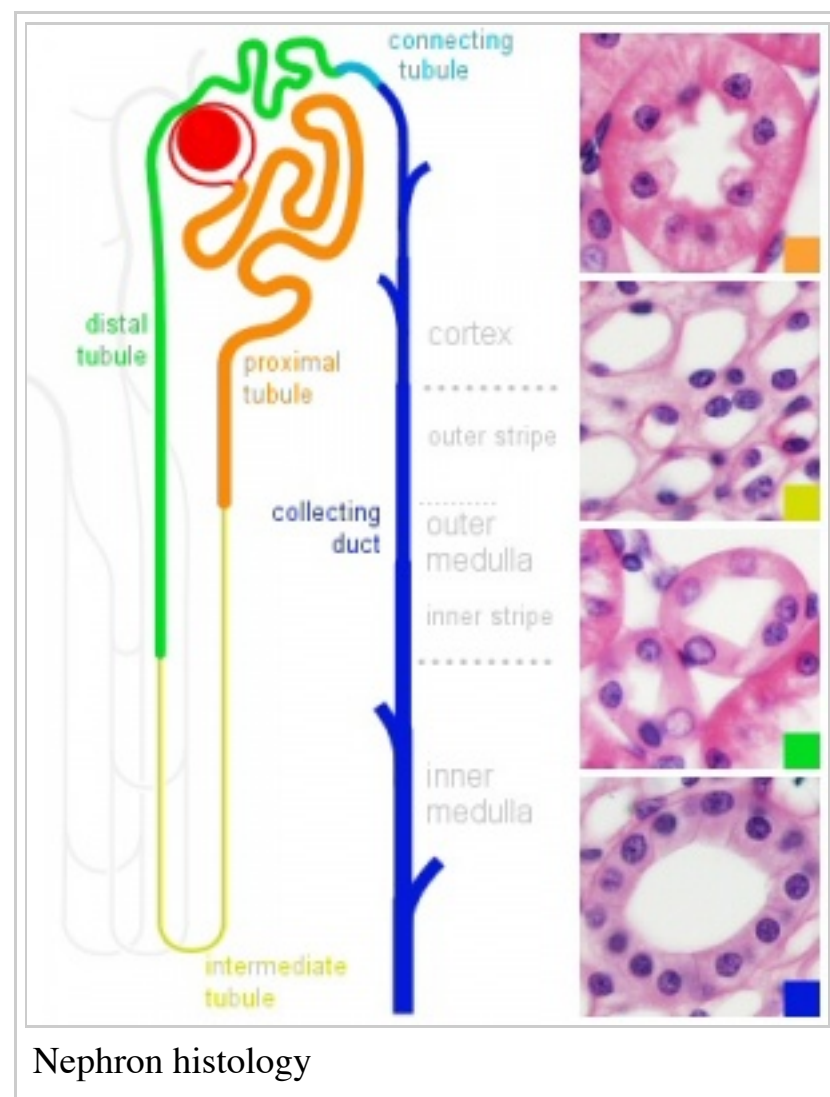 connecting
tubule
distal
tubule
proximal
tubule
cortex
outer stripe
collecting
duct
outer
medulla
inner stripe
inner
medulla
intermediate
tubule
Nephron histology